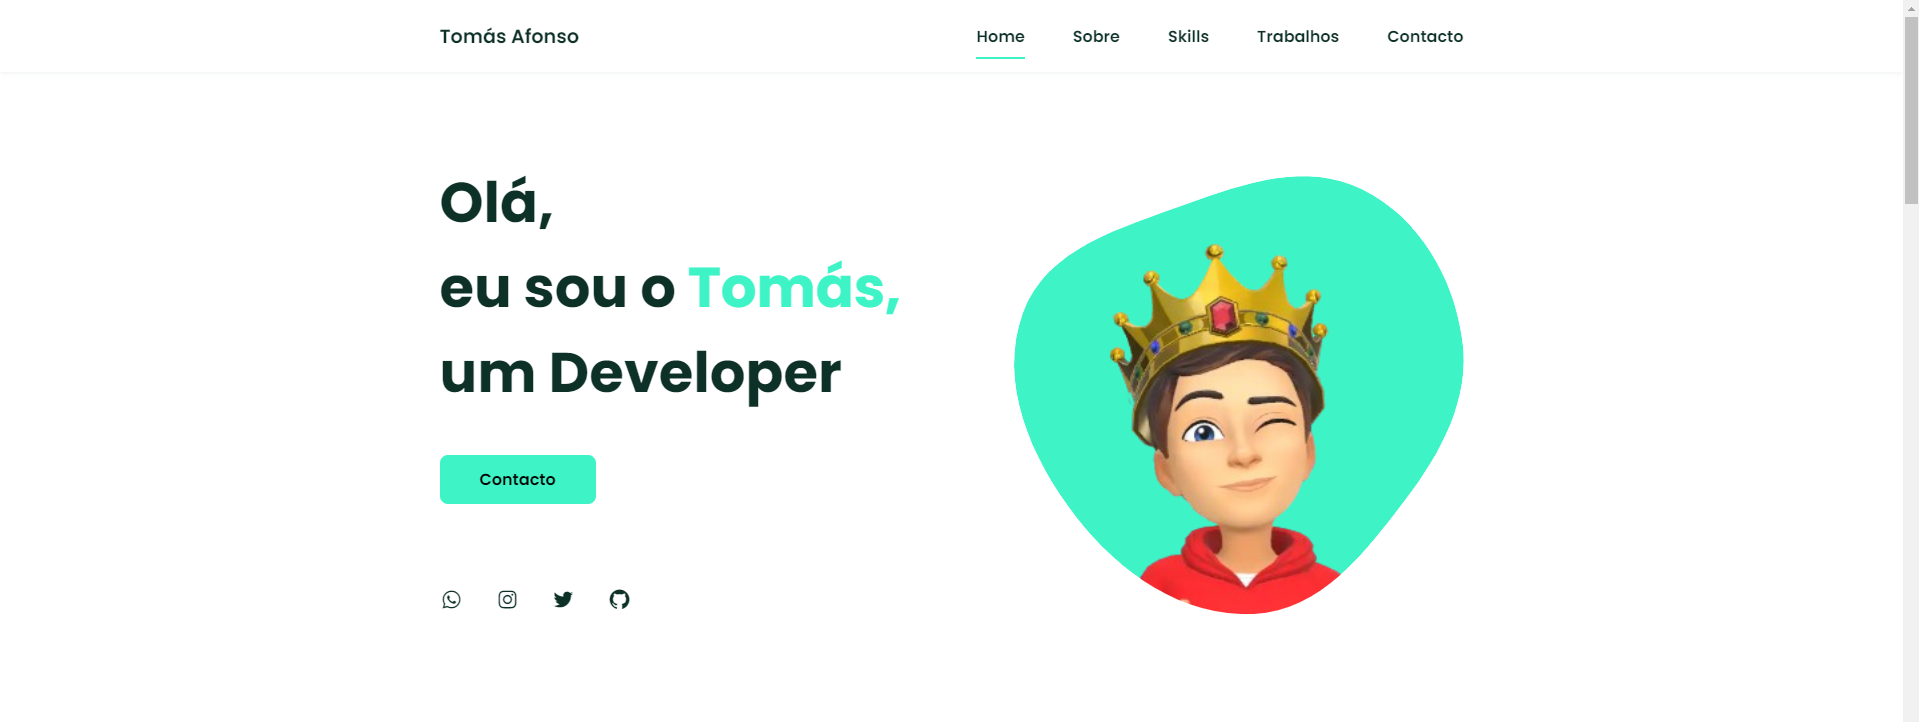 Tomás Afonso
Home Sobre Skills Trabalhos Contacto
Olá,
eu sou o Tomás,
um Developer
Contacto